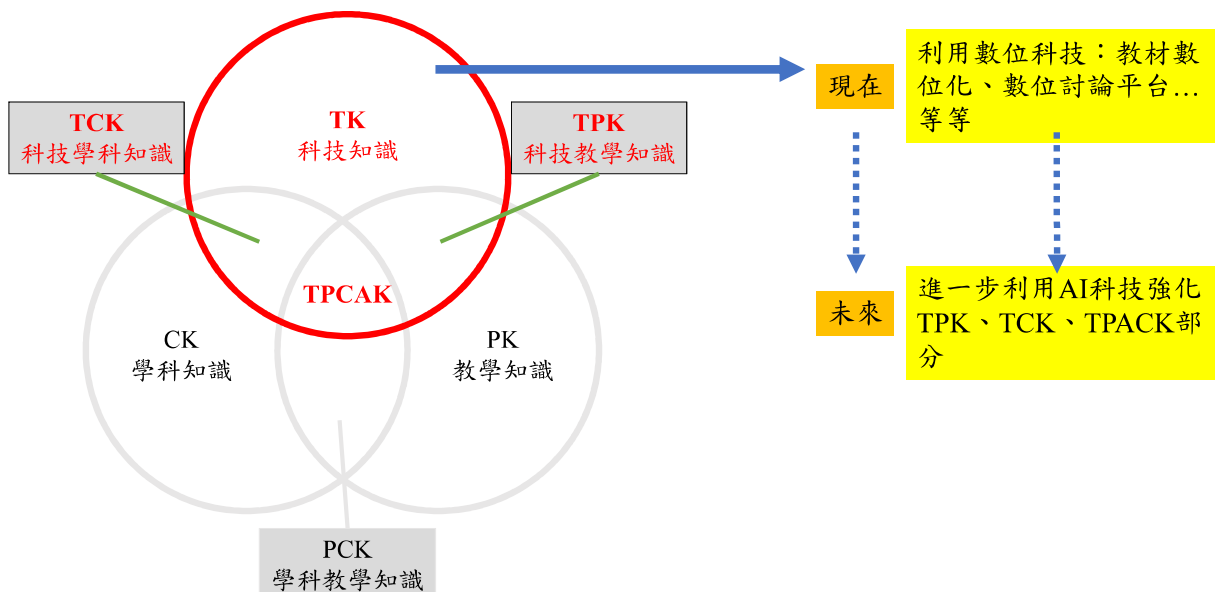 TK
科技知識
TCK
科技學科知識
TPK
科技教學知識
TPCAK
CK
學科知識
PK
教學知識
PCK
學科教學知識
現在
利用數位科技：教材數
位化、數位討論平台…
等等
未來
進一步利用AI科技強化
TPK、TCK、TPACK部
分